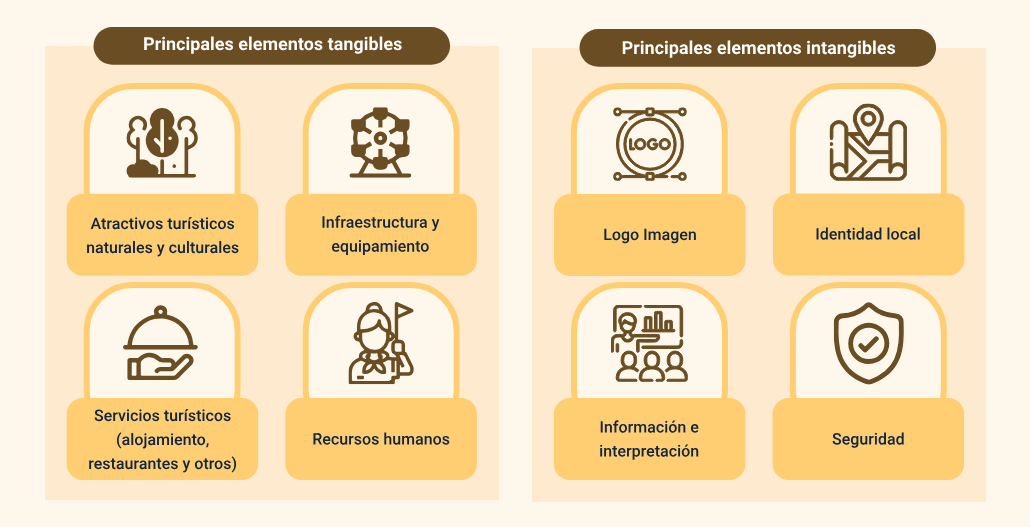 Principales elementos tangibles
Atractivos turísticos
naturales y culturales
Infraestructura y
equipamiento
Servicios turísticos
(alojamiento,
restaurantes y otros)
Recursos humanos
Principales elementos intangibles
LOGO
Logo Imagen
Identidad local
Información e
interpretación
Seguridad